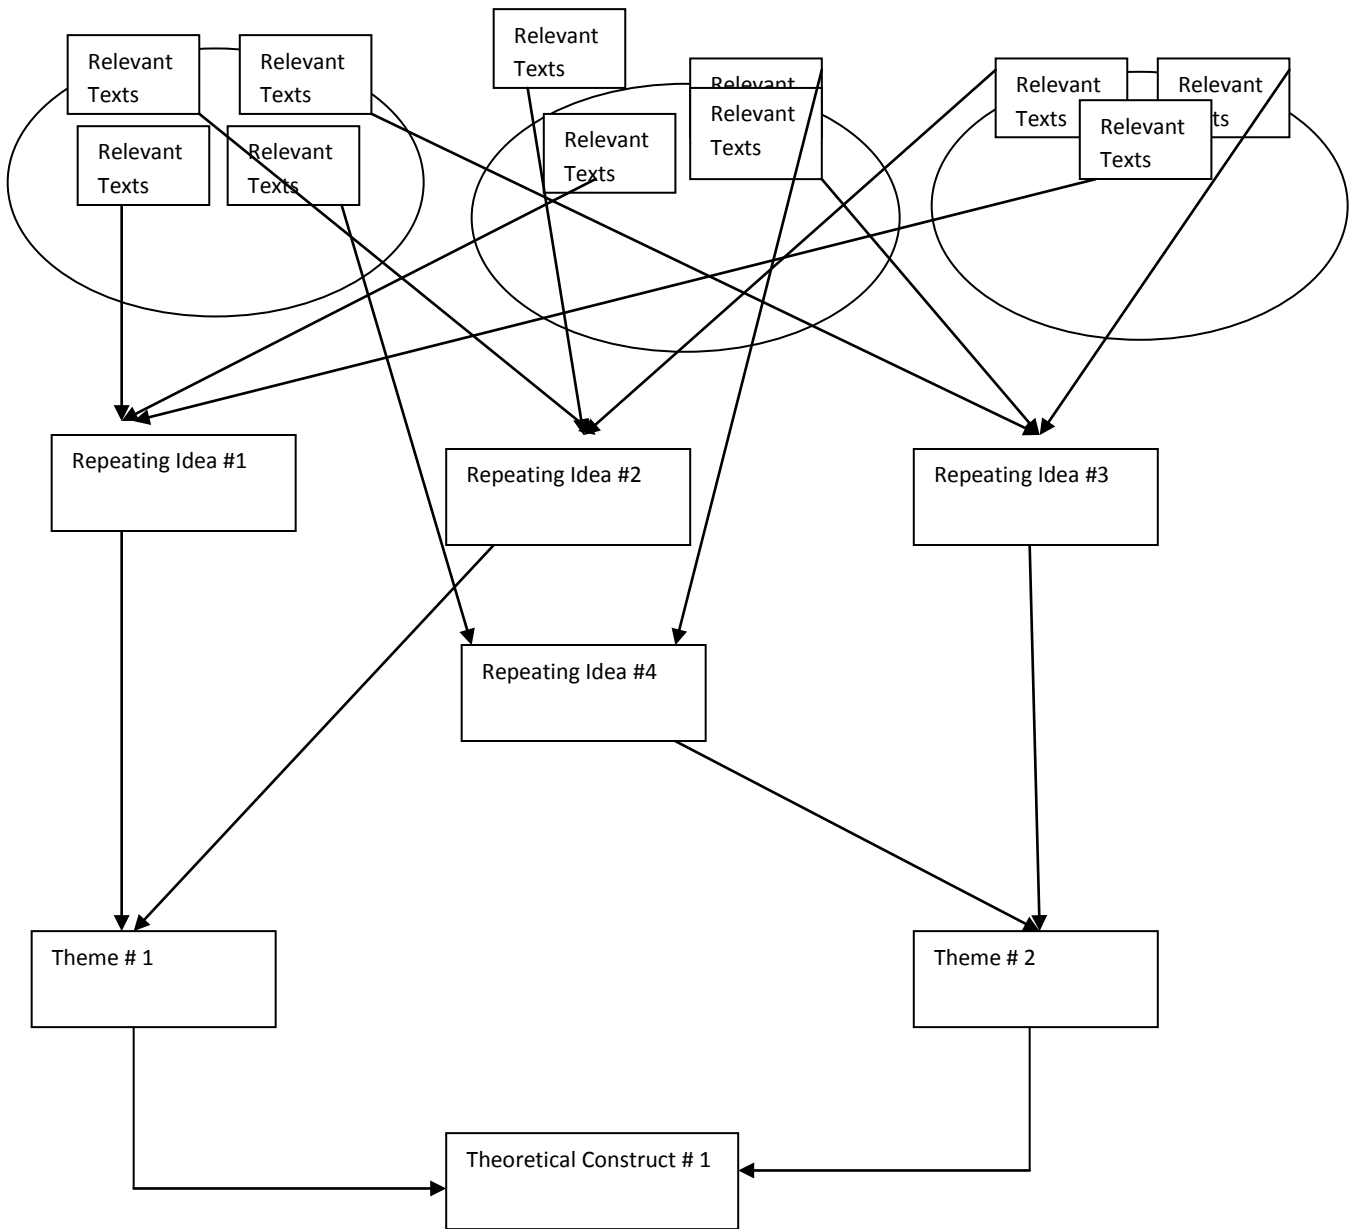 Relevant
Texts
Relevant
Texts
Relevant
Texts
Relevant
Texts
Relevant
Texts
Relevant
Texts
Relevant
Relevant
Texts
Relevant
Texts
Relevant
Relevant
Texts
Repeating Idea #1
Repeating Idea #2
Repeating Idea #3
Repeating Idea #4
Theme # 1
Theme # 2
Theoretical Construct # 1